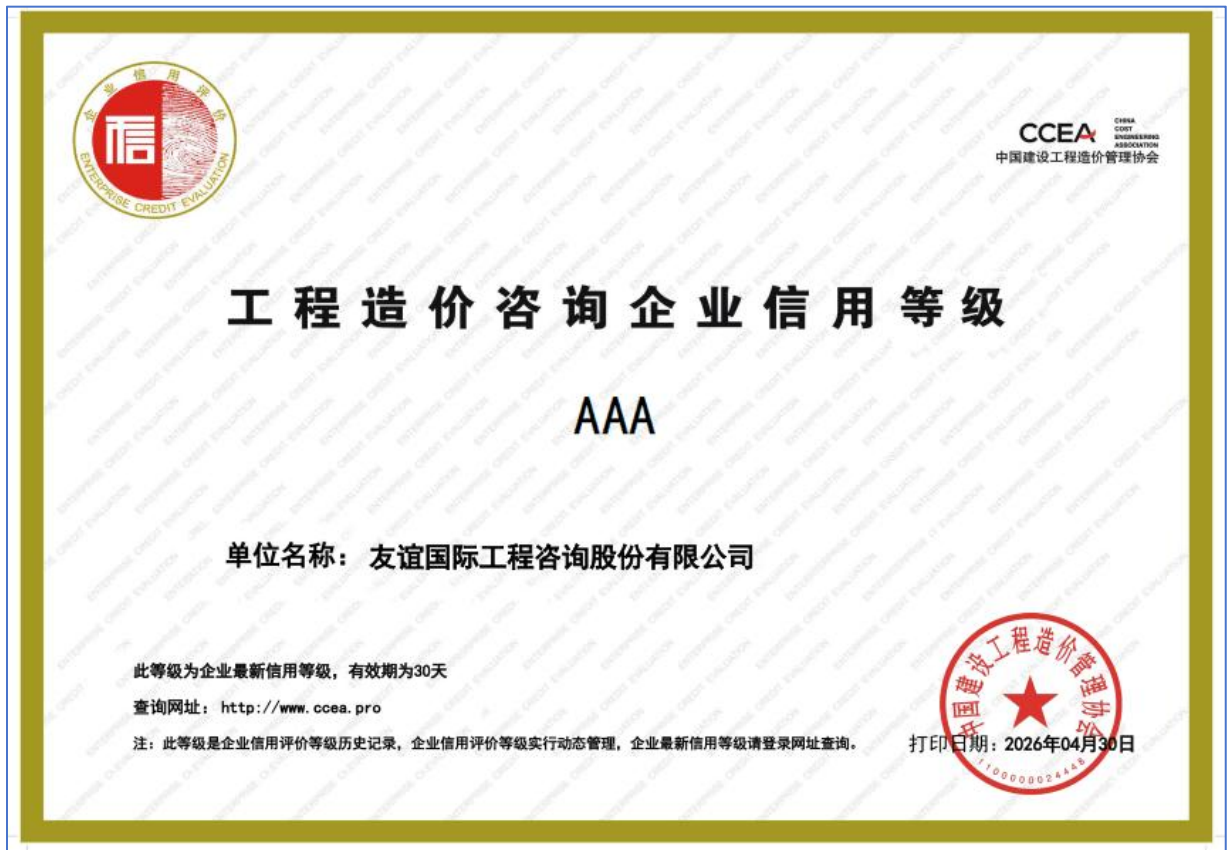 企业信用评价
信
ENTERPRISE CREDIT EVALUATION
CCEA CHINA
COST
ENGINEERING
ASSOCIATION
中国建设工程造价管理协会
工程造价咨询企业信用等级
AAA
单位名称：友谊国际工程咨询股份有限公司
此等级为企业最新信用等级，有效期为30天
查询网址：http://www.ccea.pro
注：此等级是企业信用评价等级历史记录，企业信用评价等级实行动态管理，企业最新信用等级请登录网址查询。
打印日期：2026年04月30日
中国建设工程造价管理协会
1100000024448